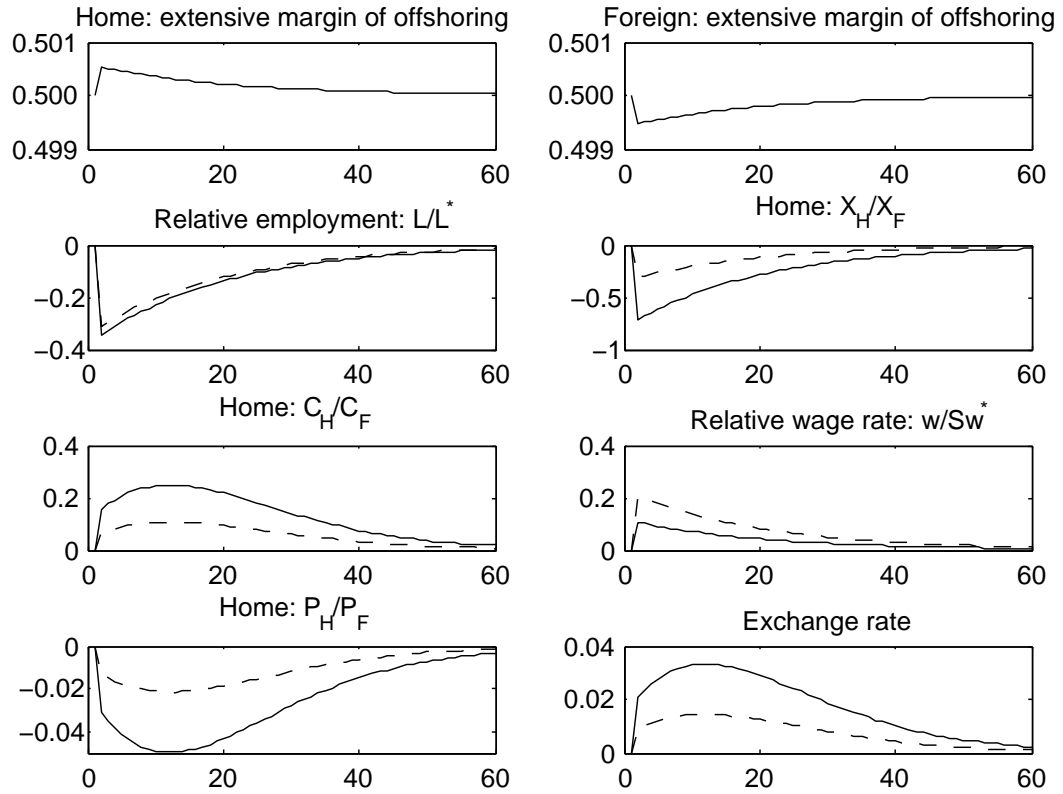 Home: extensive margin of offshoring
0.501
0.500
0.499
0 20 40 60
Foreign: extensive margin of offshoring
0.501
0.500
0.499
0 20 40 60
Relative employment: L/L*
0
−0.2
−0.4
0 20 40 60
Home: X_H/X_F
0
−0.5
−1
0 20 40 60
Home: C_H/C_F
0.4
0.2
0
0 20 40 60
Relative wage rate: w/Sw*
0.4
0.2
0
0 20 40 60
Home: P_H/P_F
0
−0.02
−0.04
0 20 40 60
Exchange rate
0.04
0.02
0
0 20 40 60